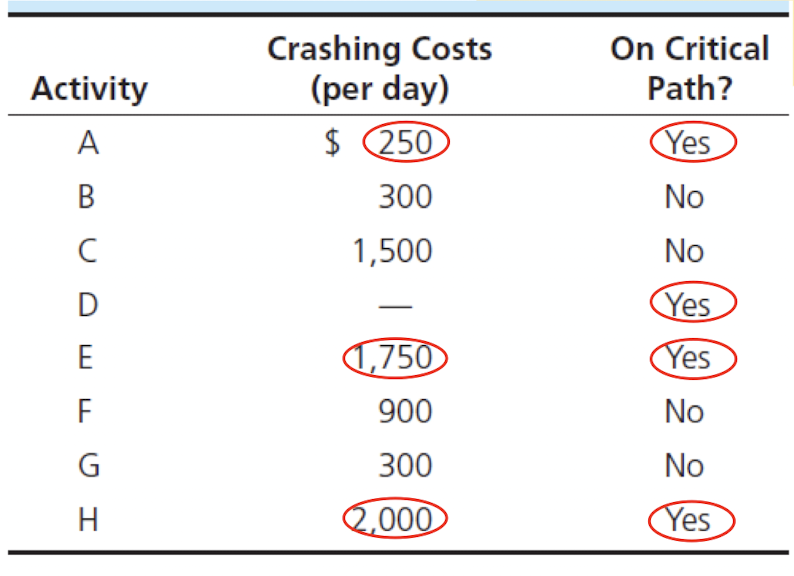 Activity Crashing Costs (per day) On Critical Path?
A $ 250 Yes
B 300 No
C 1,500 No
D — Yes
E 1,750 Yes
F 900 No
G 300 No
H 2,000 Yes